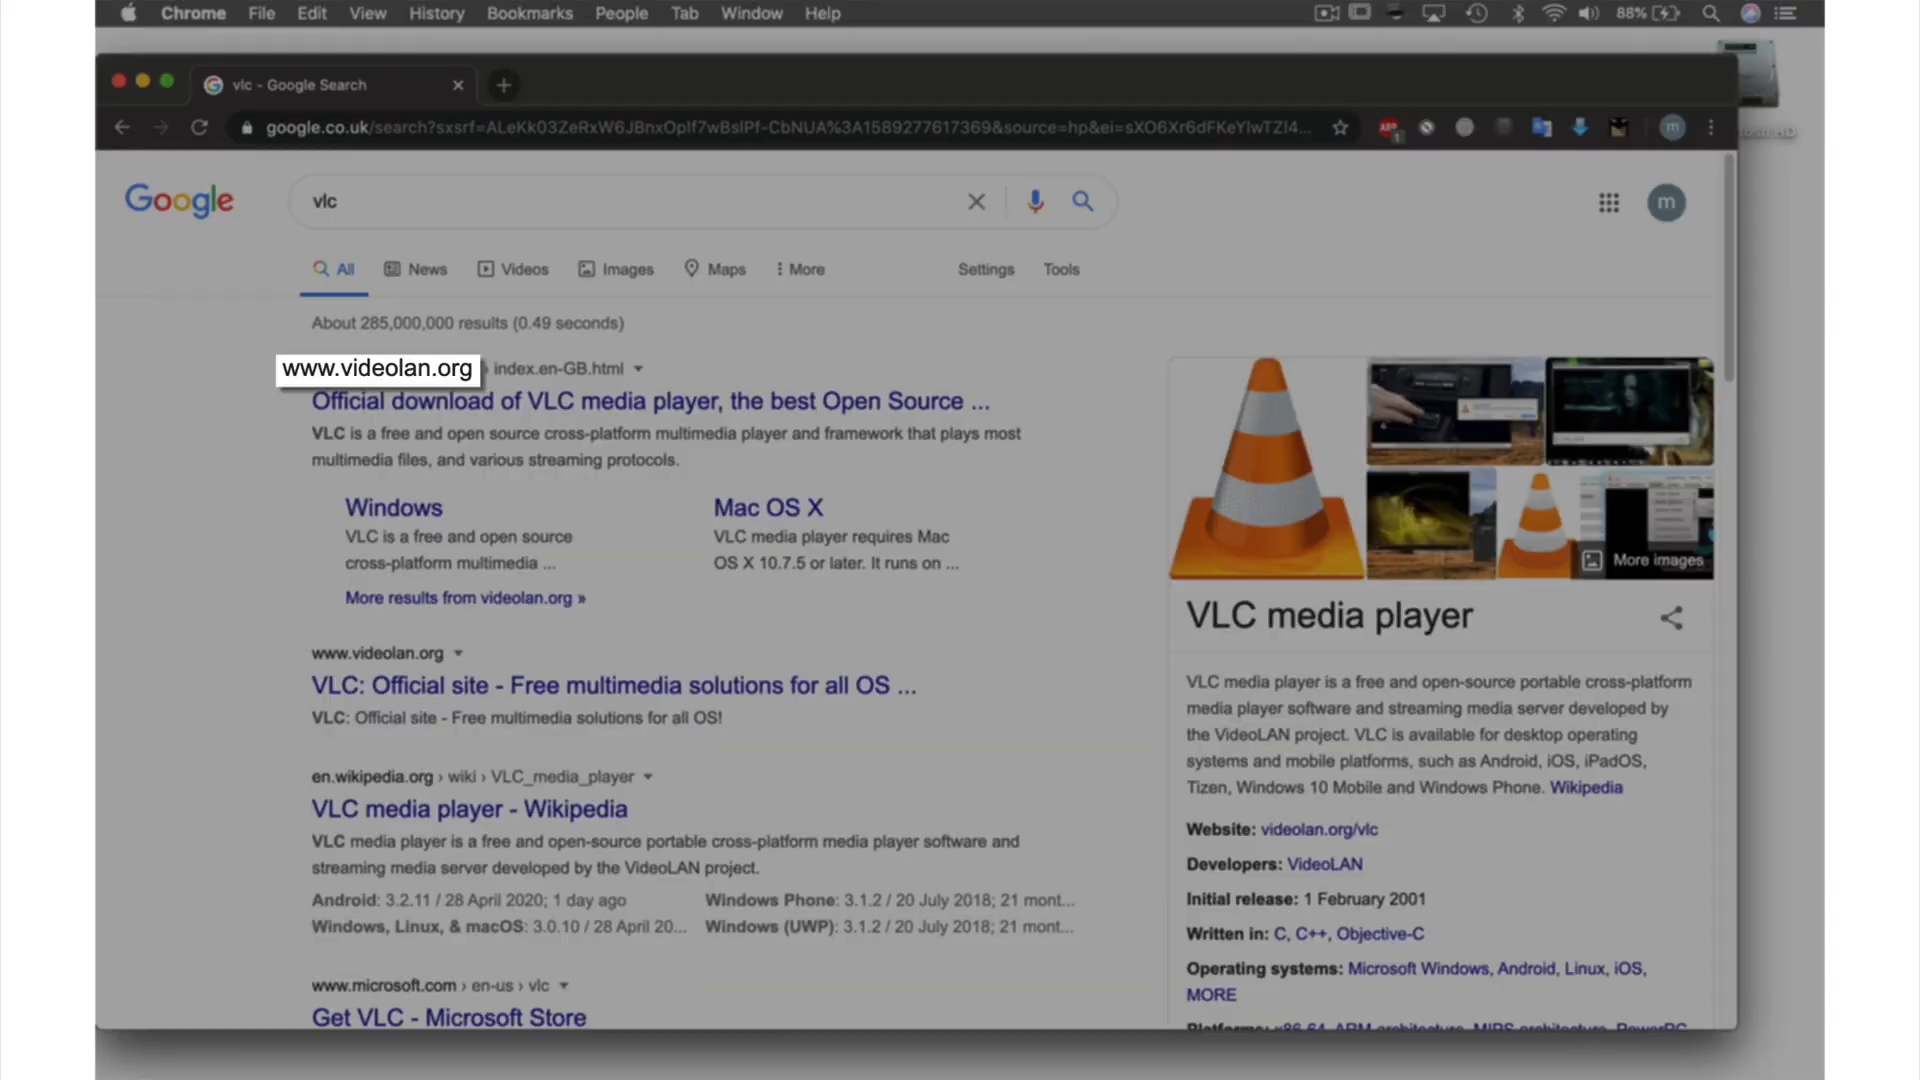 Chrome File Edit View History Bookmarks People Tab Window Help 88%
vlc - Google Search
google.co.uk/search?sxsrf=ALeKk03ZeRxW6JBnxOpIf7wBslPf-CbNUA%3A1589277617369&source=hp&ei=sXO6Xr6dFKeYlwTZI4...
ABP 1 m
Google vlc m
All News Videos Images Maps More Settings Tools
About 285,000,000 results (0.49 seconds)
www.videolan.org › index.en-GB.html
Official download of VLC media player, the best Open Source ...
VLC is a free and open source cross-platform multimedia player and framework that plays most
multimedia files, and various streaming protocols.
Windows
VLC is a free and open source
cross-platform multimedia ...
Mac OS X
VLC media player requires Mac
OS X 10.7.5 or later. It runs on ...
More results from videolan.org »
www.videolan.org
VLC: Official site - Free multimedia solutions for all OS ...
VLC: Official site - Free multimedia solutions for all OS!
en.wikipedia.org › wiki › VLC_media_player
VLC media player - Wikipedia
VLC media player is a free and open-source portable cross-platform media player software and
streaming media server developed by the VideoLAN project.
Android: 3.2.11 / 28 April 2020; 1 day ago
Windows Phone: 3.1.2 / 20 July 2018; 21 mont...
Windows, Linux, & macOS: 3.0.10 / 28 April 20...
Windows (UWP): 3.1.2 / 20 July 2018; 21 mont...
www.microsoft.com › en-us › vlc
Get VLC - Microsoft Store
More images
VLC media player
VLC media player is a free and open-source portable cross-platform
media player software and streaming media server developed by
the VideoLAN project. VLC is available for desktop operating
systems and mobile platforms, such as Android, iOS, iPadOS,
Tizen, Windows 10 Mobile and Windows Phone. Wikipedia
Website: videolan.org/vlc
Developers: VideoLAN
Initial release: 1 February 2001
Written in: C, C++, Objective-C
Operating systems: Microsoft Windows, Android, Linux, iOS,
MORE
Platforms: x86-64, ARM architecture, MIPS architecture, PowerPC